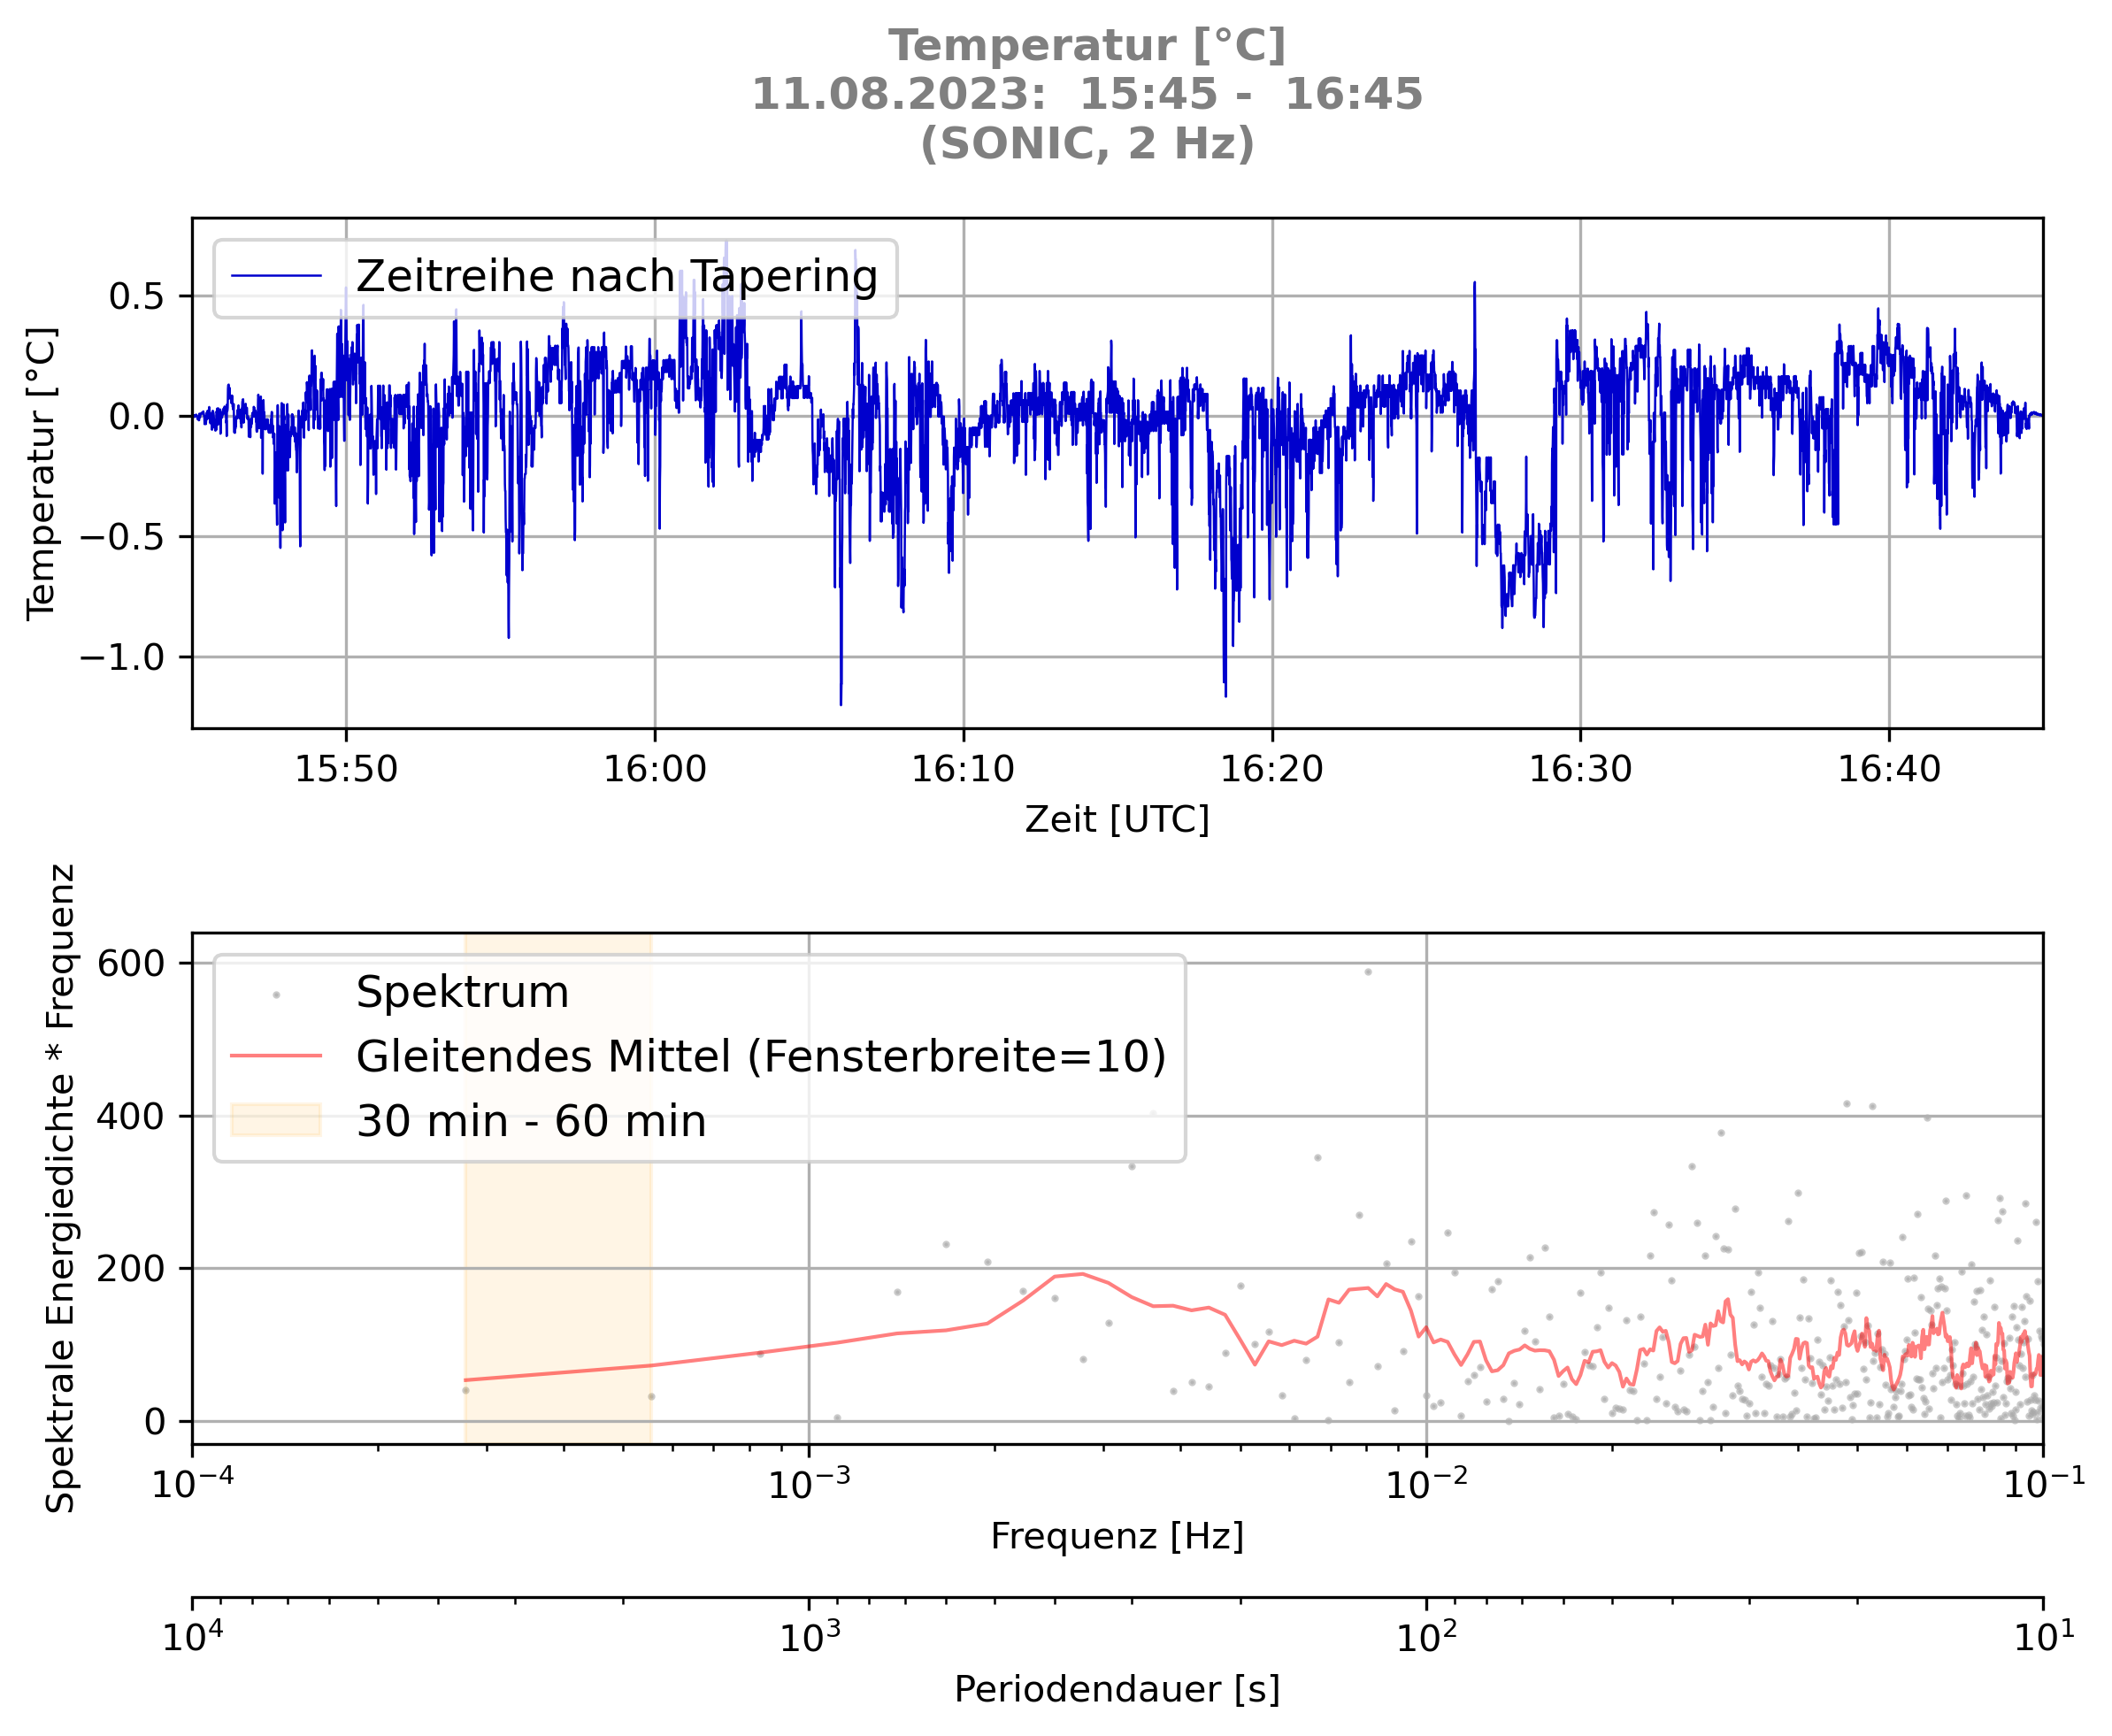 Temperatur [°C]
11.08.2023:  15:45 -  16:45
(SONIC, 2 Hz)
Zeitreihe nach Tapering
Temperatur [°C]
0.5
0.0
−0.5
−1.0
15:50 16:00 16:10 16:20 16:30 16:40
Zeit [UTC]
Spektrum
Gleitendes Mittel (Fensterbreite=10)
30 min - 60 min
Spektrale Energiedichte * Frequenz
600
400
200
0
10⁻⁴ 10⁻³ 10⁻² 10⁻¹
Frequenz [Hz]
10⁴ 10³ 10² 10¹
Periodendauer [s]